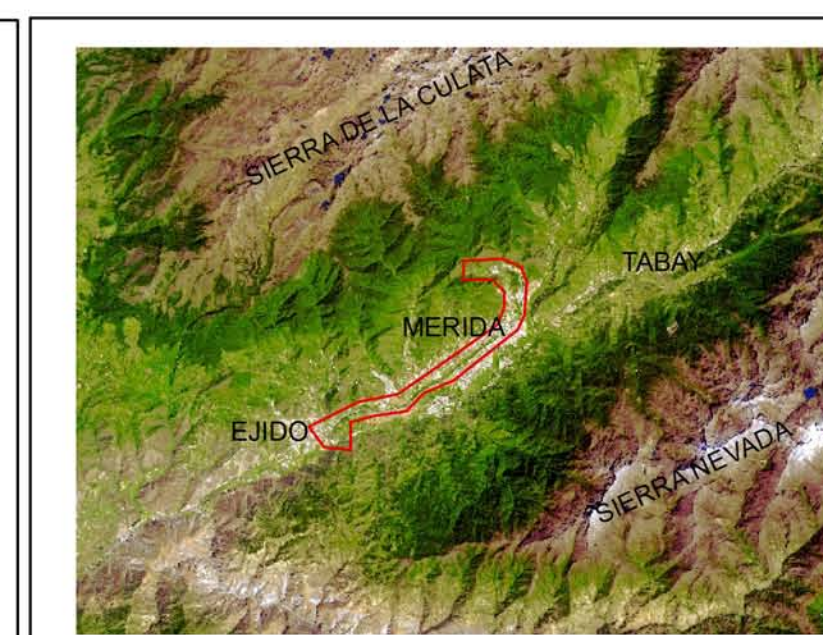 SIERRA DE LA CULATA
TABAY
MERIDA
EJIDO
SIERRA NEVADA